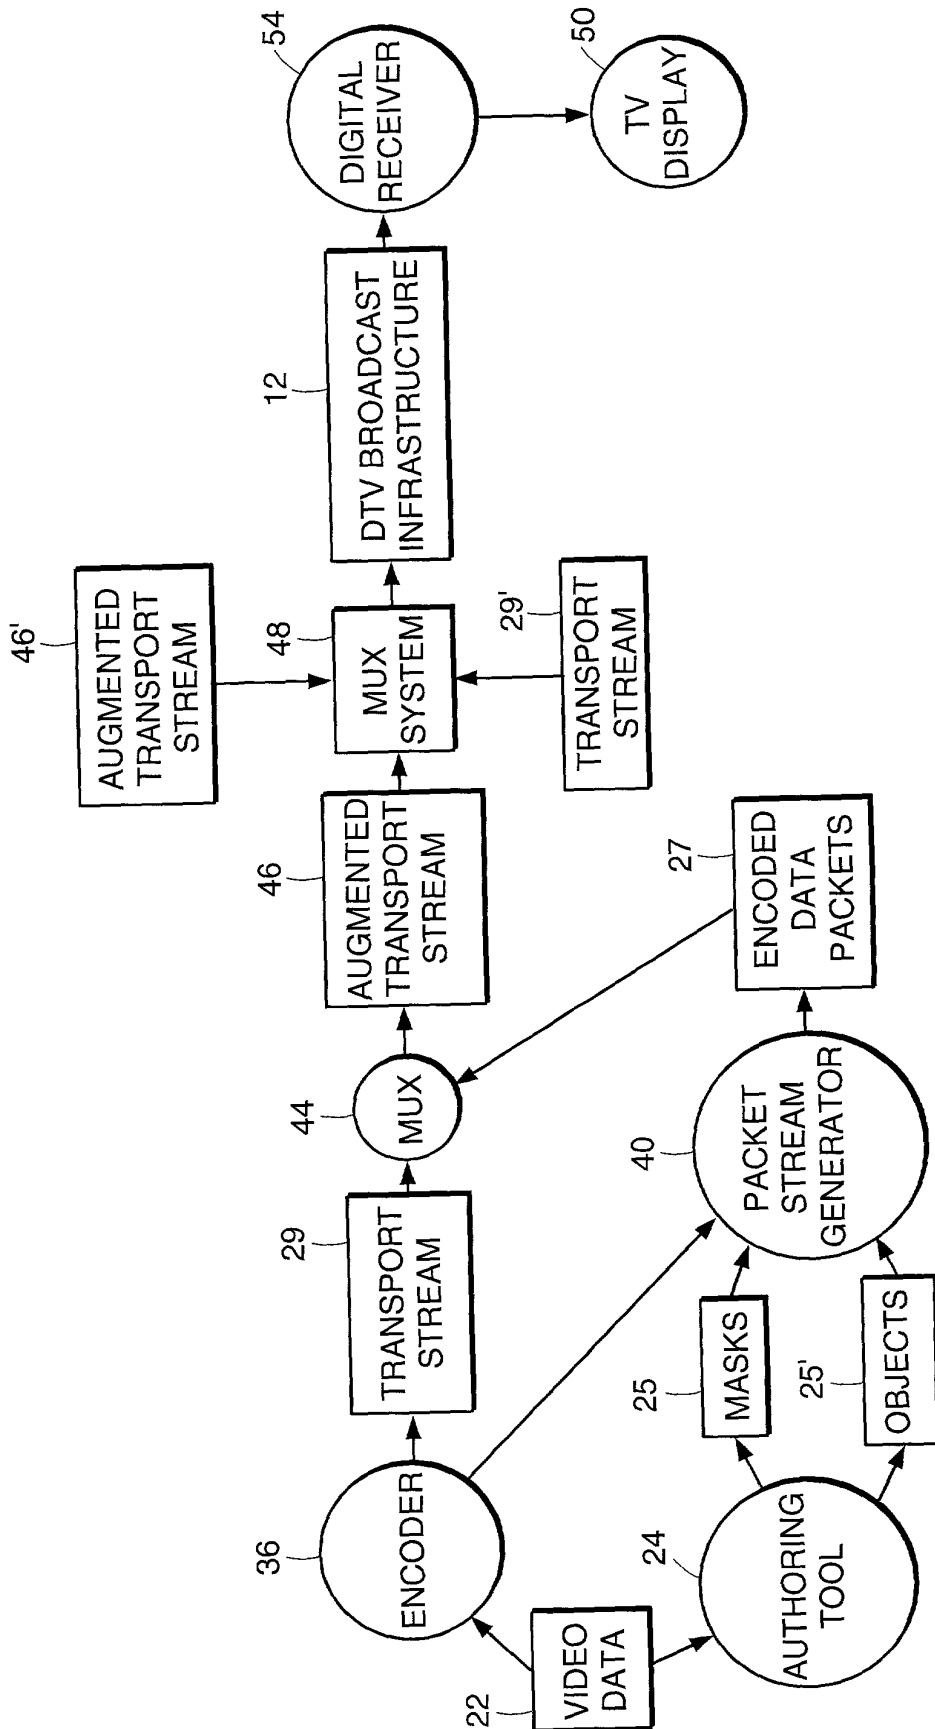 22
VIDEO
DATA
36
ENCODER
24
AUTHORING
TOOL
29
TRANSPORT
STREAM
25
MASKS
25'
OBJECTS
44
MUX
40
PACKET
STREAM
GENERATOR
46
AUGMENTED
TRANSPORT
STREAM
27
ENCODED
DATA
PACKETS
46'
AUGMENTED
TRANSPORT
STREAM
48
MUX
SYSTEM
29'
TRANSPORT
STREAM
12
DTV BROADCAST
INFRASTRUCTURE
54
DIGITAL
RECEIVER
50
TV
DISPLAY